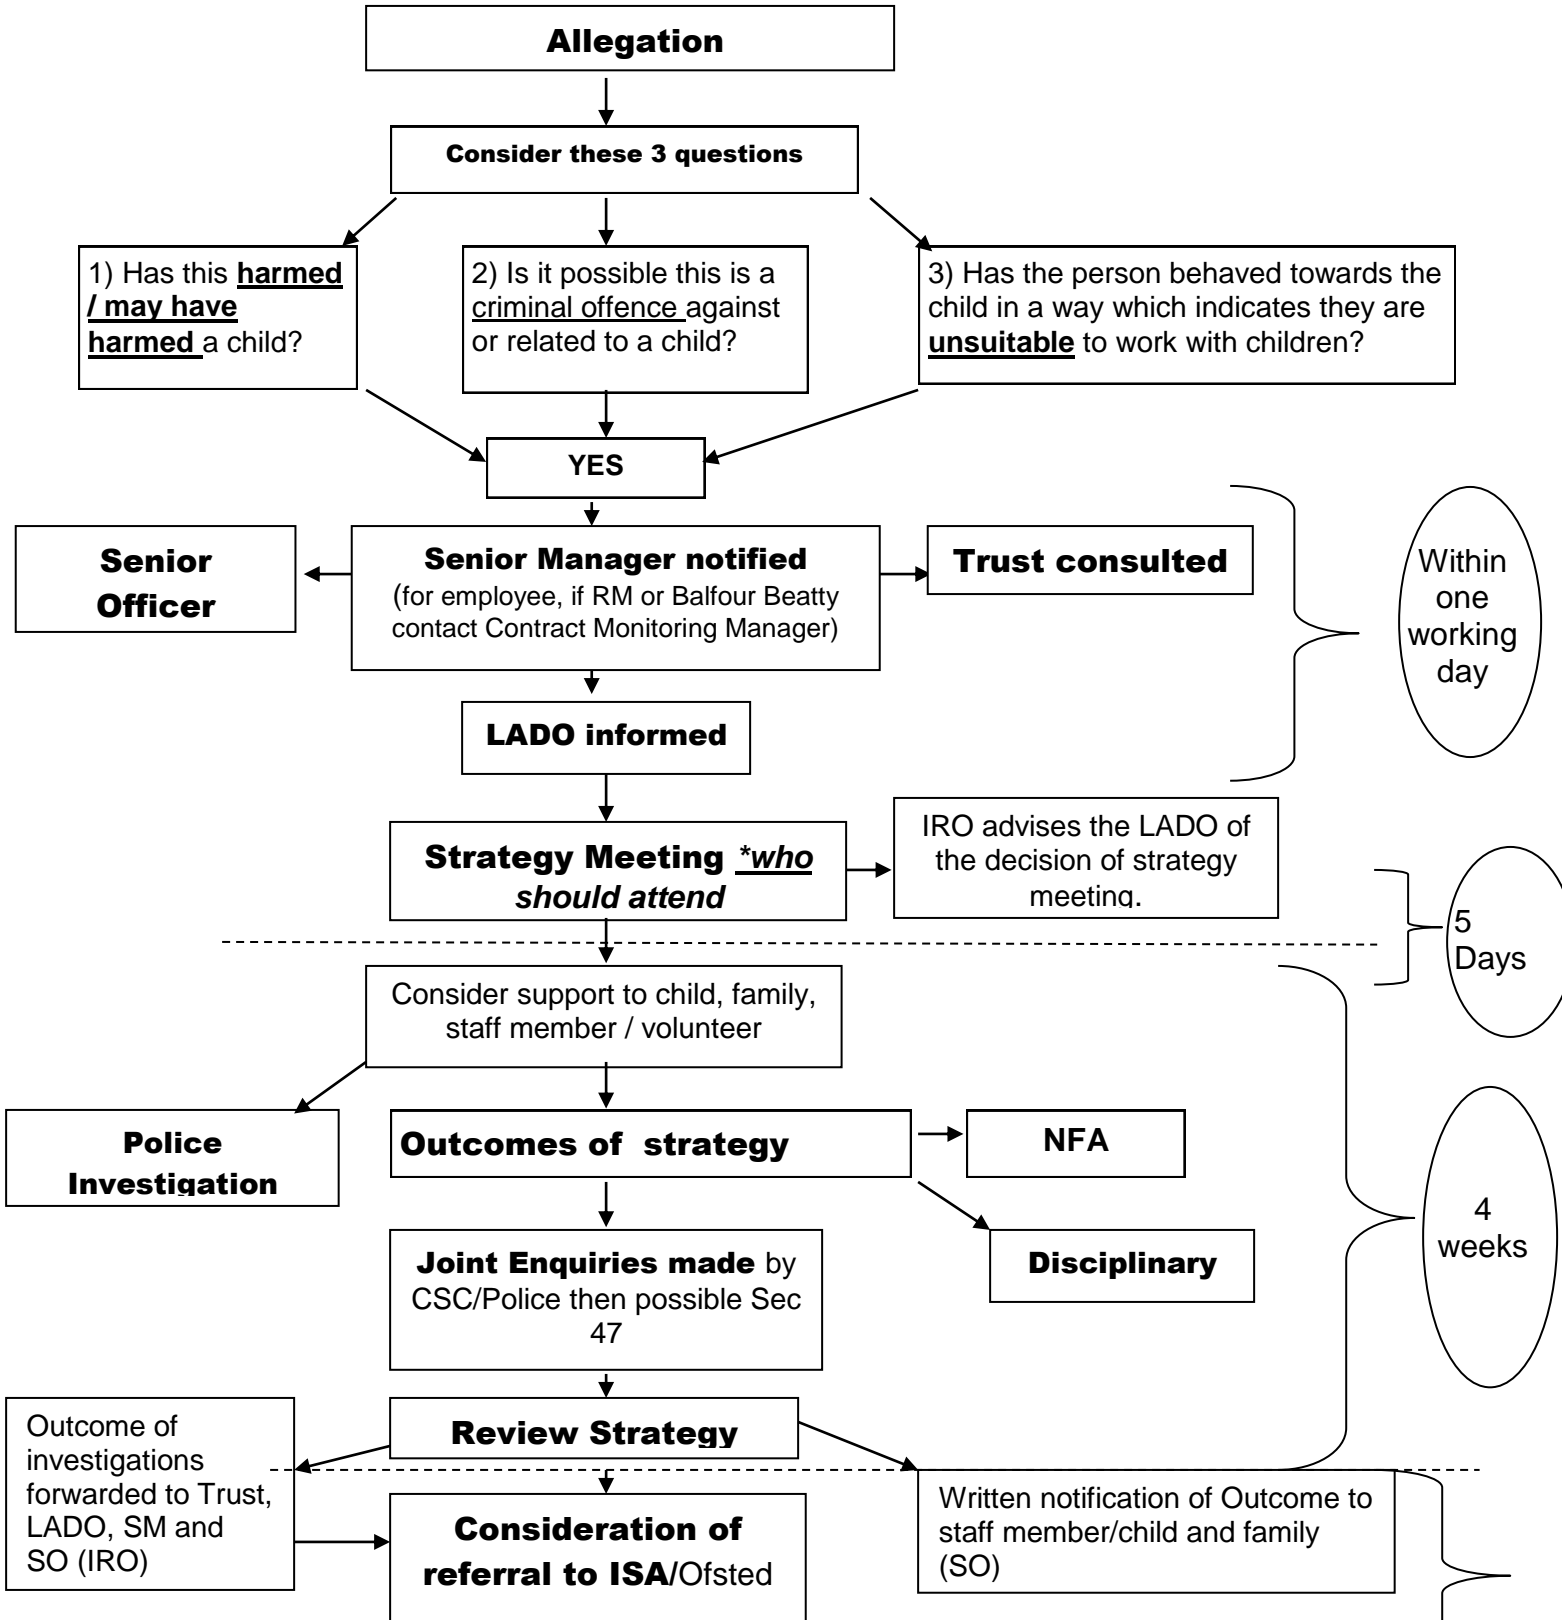 Allegation
Consider these 3 questions
1) Has this harmed
/ may have
harmed a child?
2) Is it possible this is a
criminal offence against
or related to a child?
3) Has the person behaved towards the
child in a way which indicates they are
unsuitable to work with children?
YES
Senior
Officer
Senior Manager notified
(for employee, if RM or Balfour Beatty
contact Contract Monitoring Manager)
Trust consulted
Within
one
working
day
LADO informed
Strategy Meeting *who
should attend
IRO advises the LADO of
the decision of strategy
meeting.
5
Days
Consider support to child, family,
staff member / volunteer
Police
Investigation
Outcomes of  strategy
NFA
4
weeks
Joint Enquiries made by
CSC/Police then possible Sec
47
Disciplinary
Review Strategy
Outcome of
investigations
forwarded to Trust,
LADO, SM and
SO (IRO)
Consideration of
referral to ISA/Ofsted
Written notification of Outcome to
staff member/child and family
(SO)